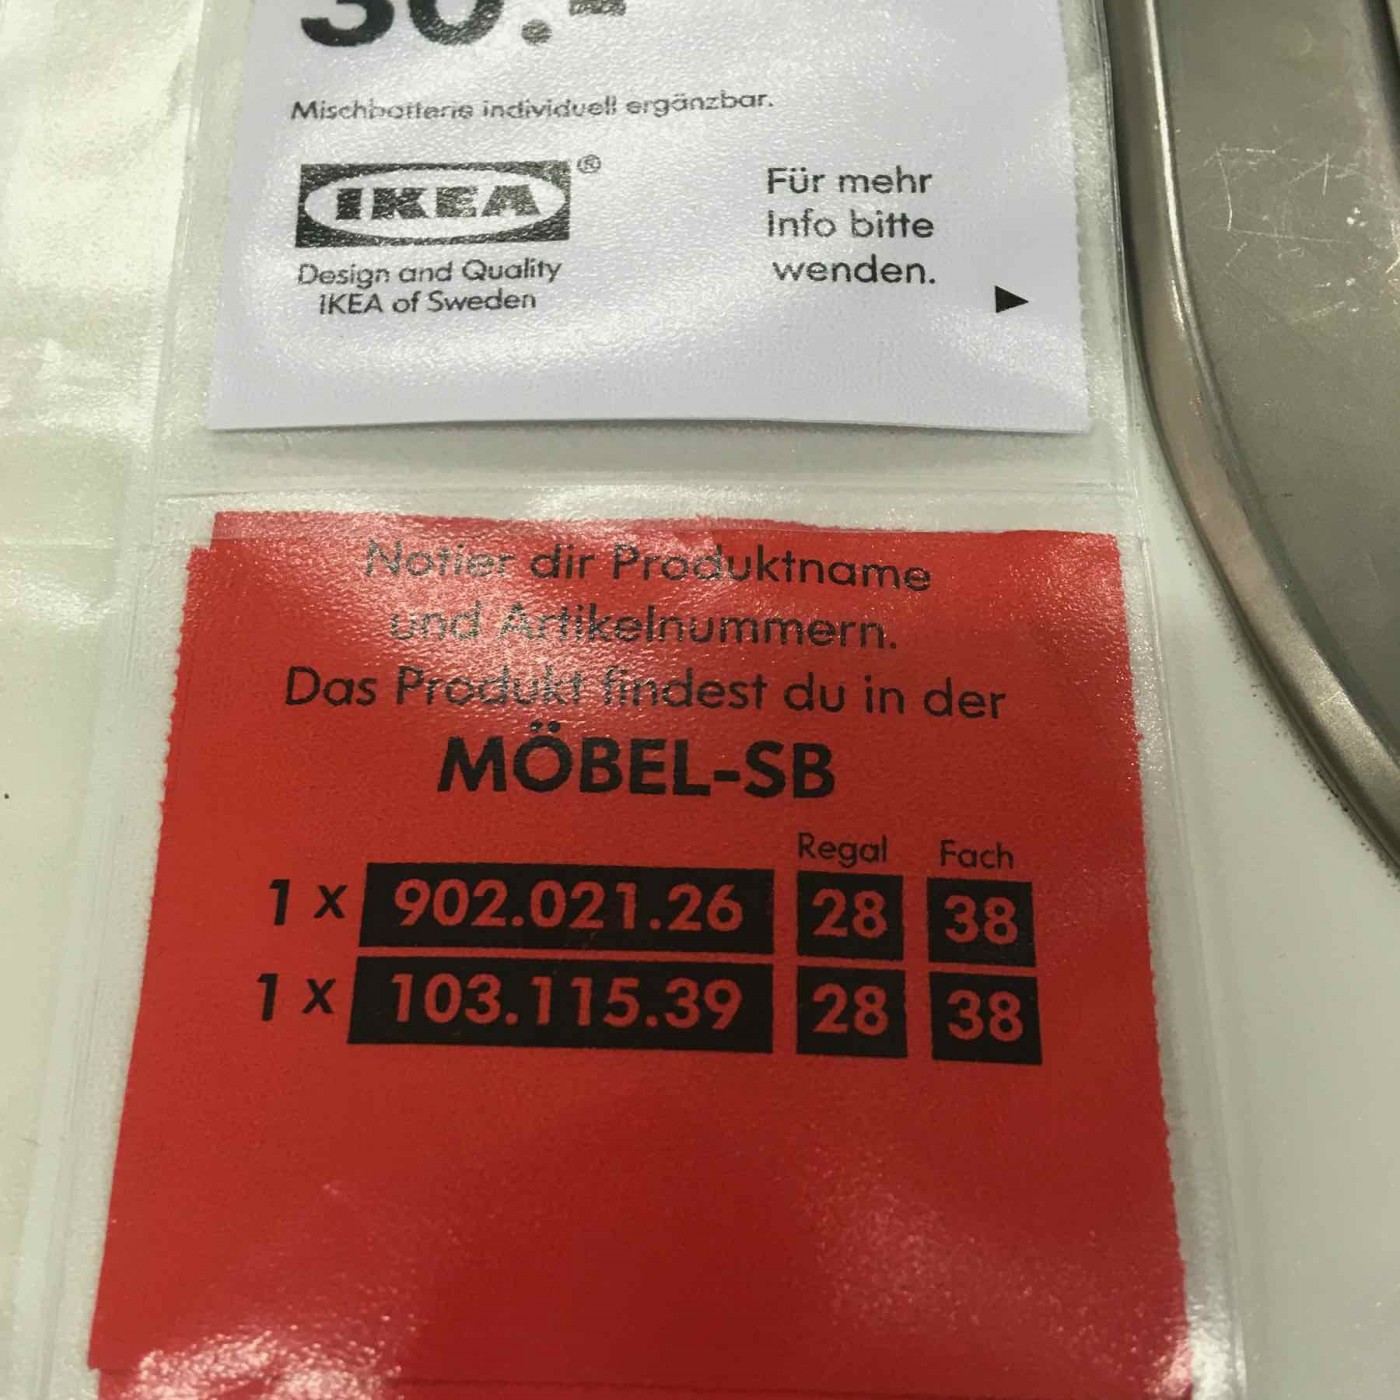 30.-
Mischbatterie individuell ergänzbar.
IKEA®
Design and Quality
IKEA of Sweden
Für mehr
Info bitte
wenden.
Notier dir Produktname
und Artikelnummern.
Das Produkt findest du in der
MÖBEL-SB
Regal Fach
1 x 902.021.26 28 38
1 x 103.115.39 28 38